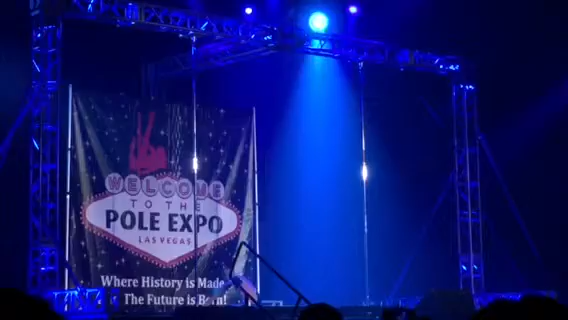 WELCOME
TO THE
POLE EXPO
LAS VEGAS
Where History is Made
The Future is Born!